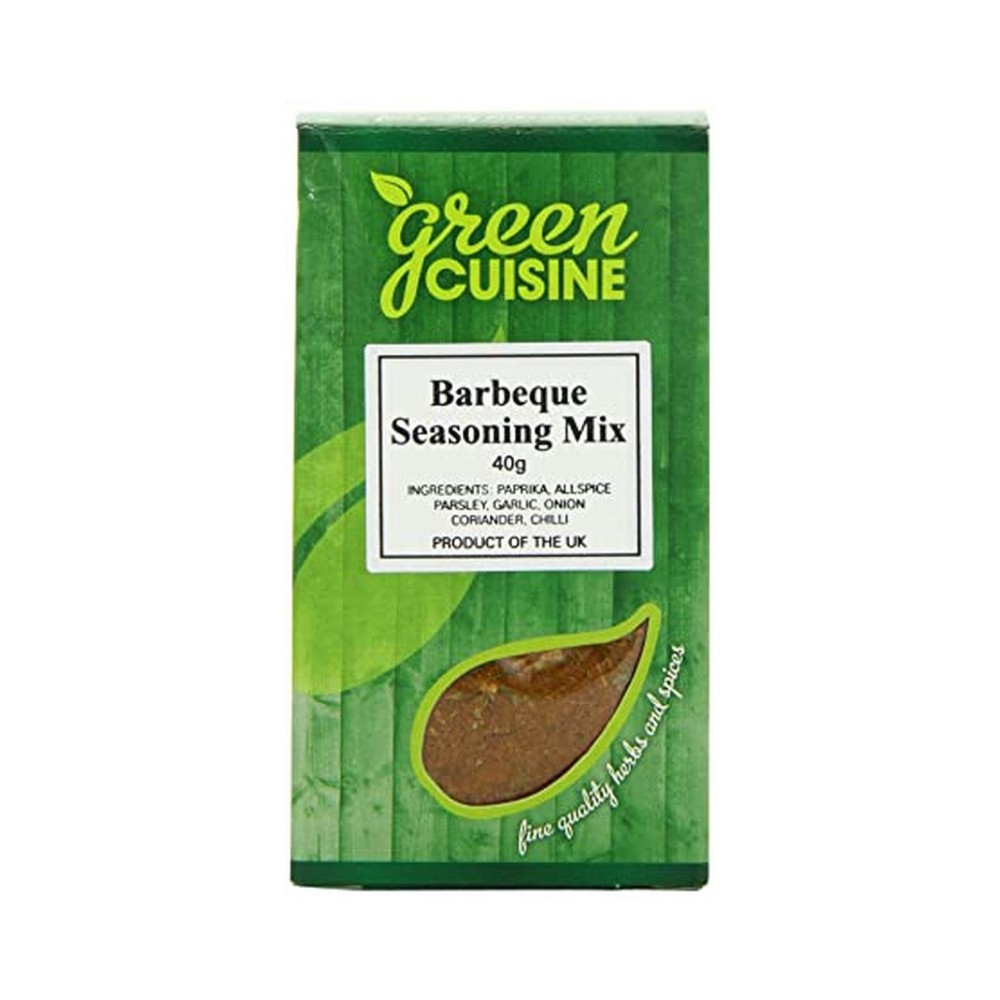 green
CUISINE
Barbeque
Seasoning Mix
40g
INGREDIENTS: PAPRIKA, ALLSPICE
PARSLEY, GARLIC, ONION
CORIANDER, CHILLI
PRODUCT OF THE UK
fine quality herbs and spices